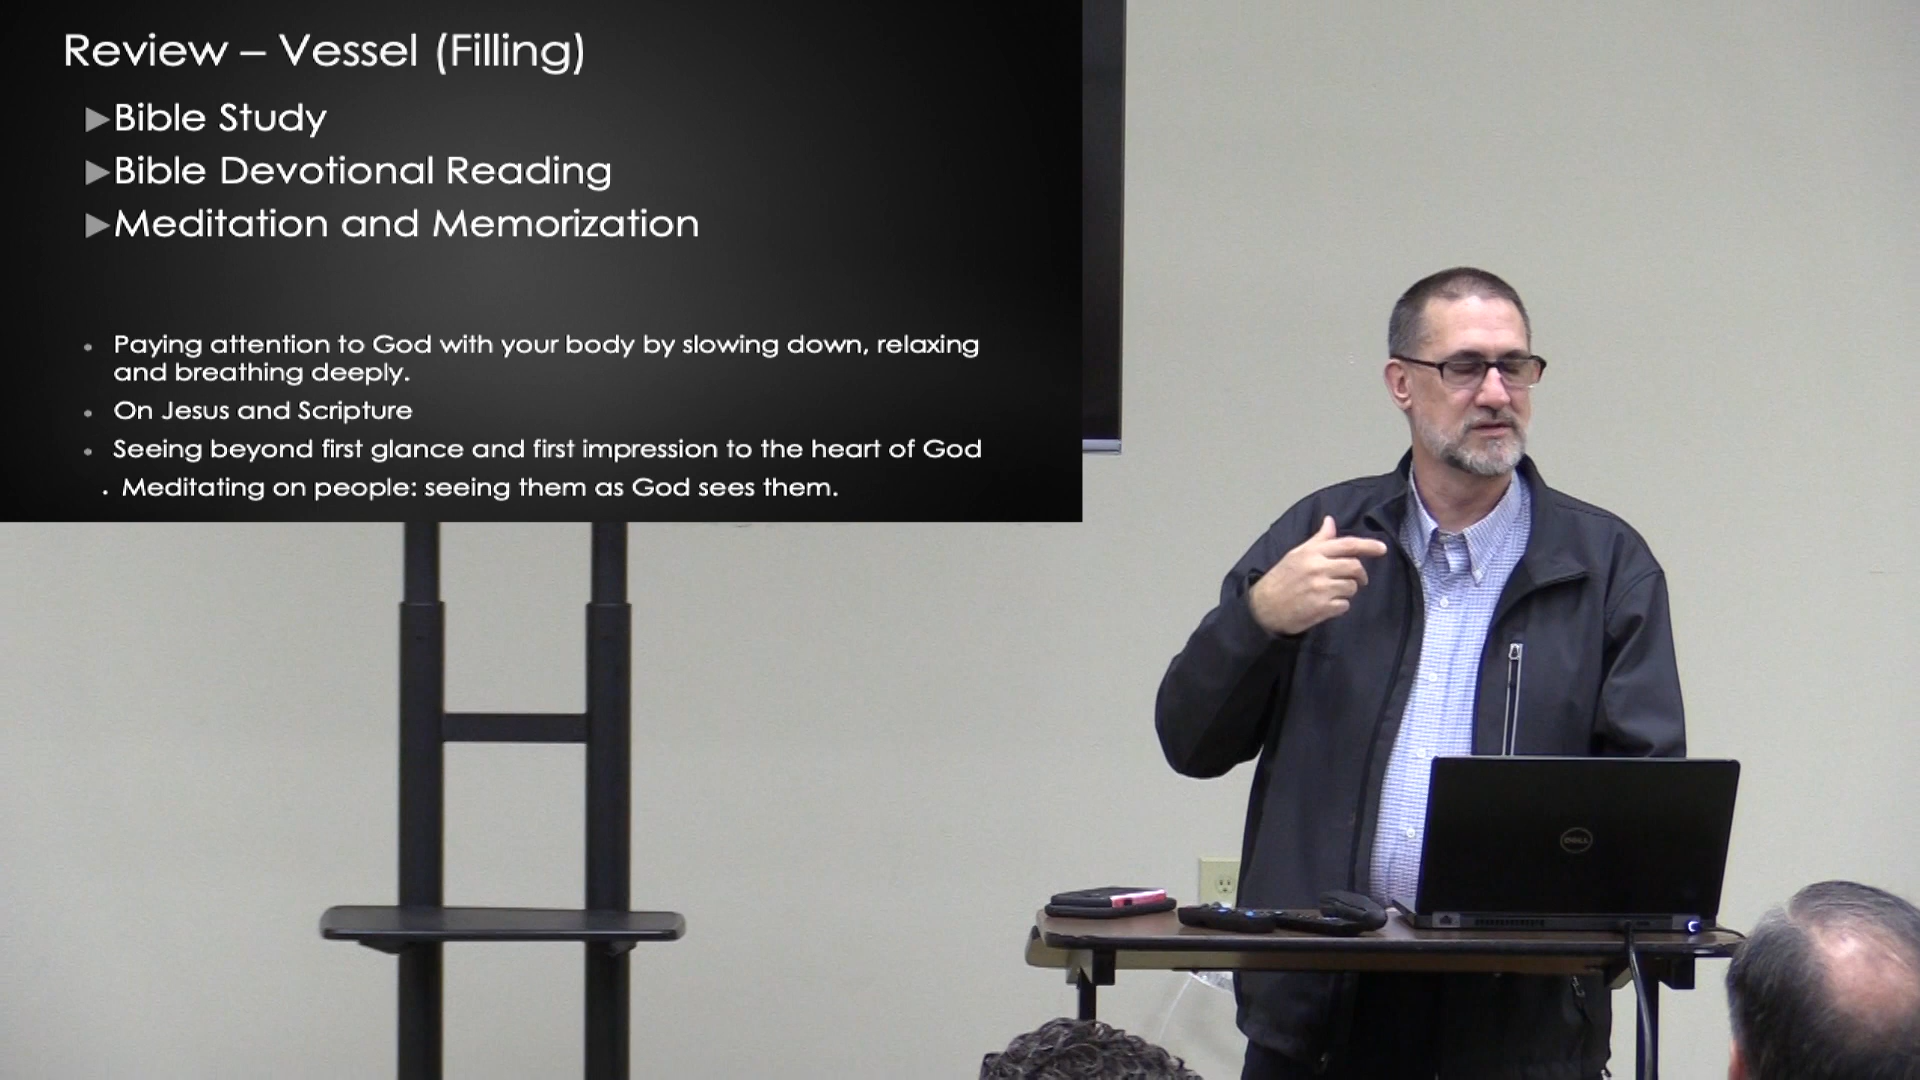 Review – Vessel (Filling)
▶Bible Study
▶Bible Devotional Reading
▶Meditation and Memorization
• Paying attention to God with your body by slowing down, relaxing
and breathing deeply.
• On Jesus and Scripture
• Seeing beyond first glance and first impression to the heart of God
• Meditating on people: seeing them as God sees them.
DELL